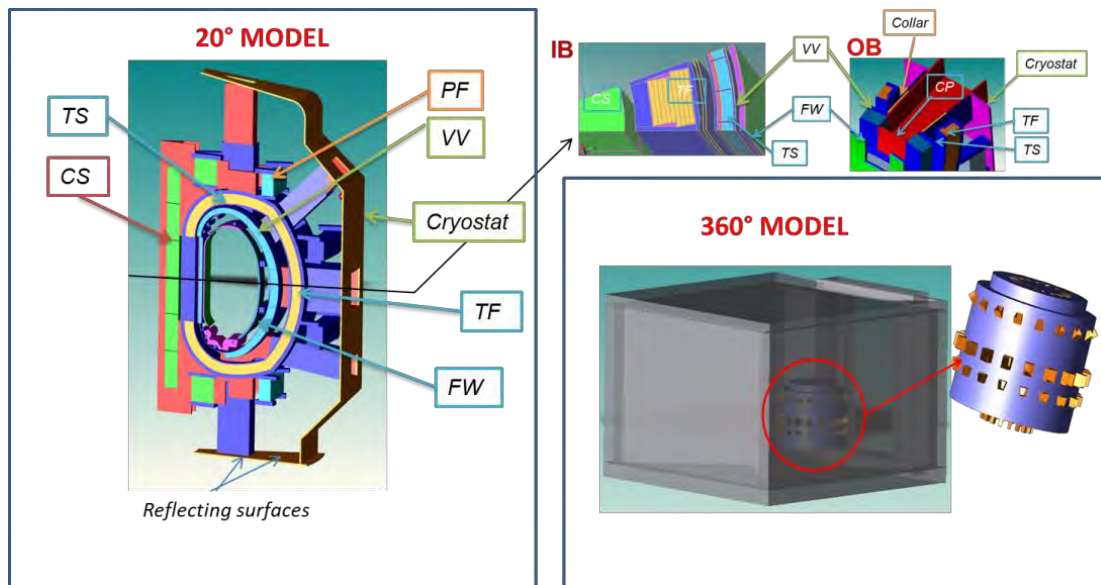 20° MODEL
TS
CS
PF
VV
Cryostat
TF
FW
Reflecting surfaces
IB
CS
TF
VV
FW
TS
OB
Collar
CP
Cryostat
TF
TS
360° MODEL